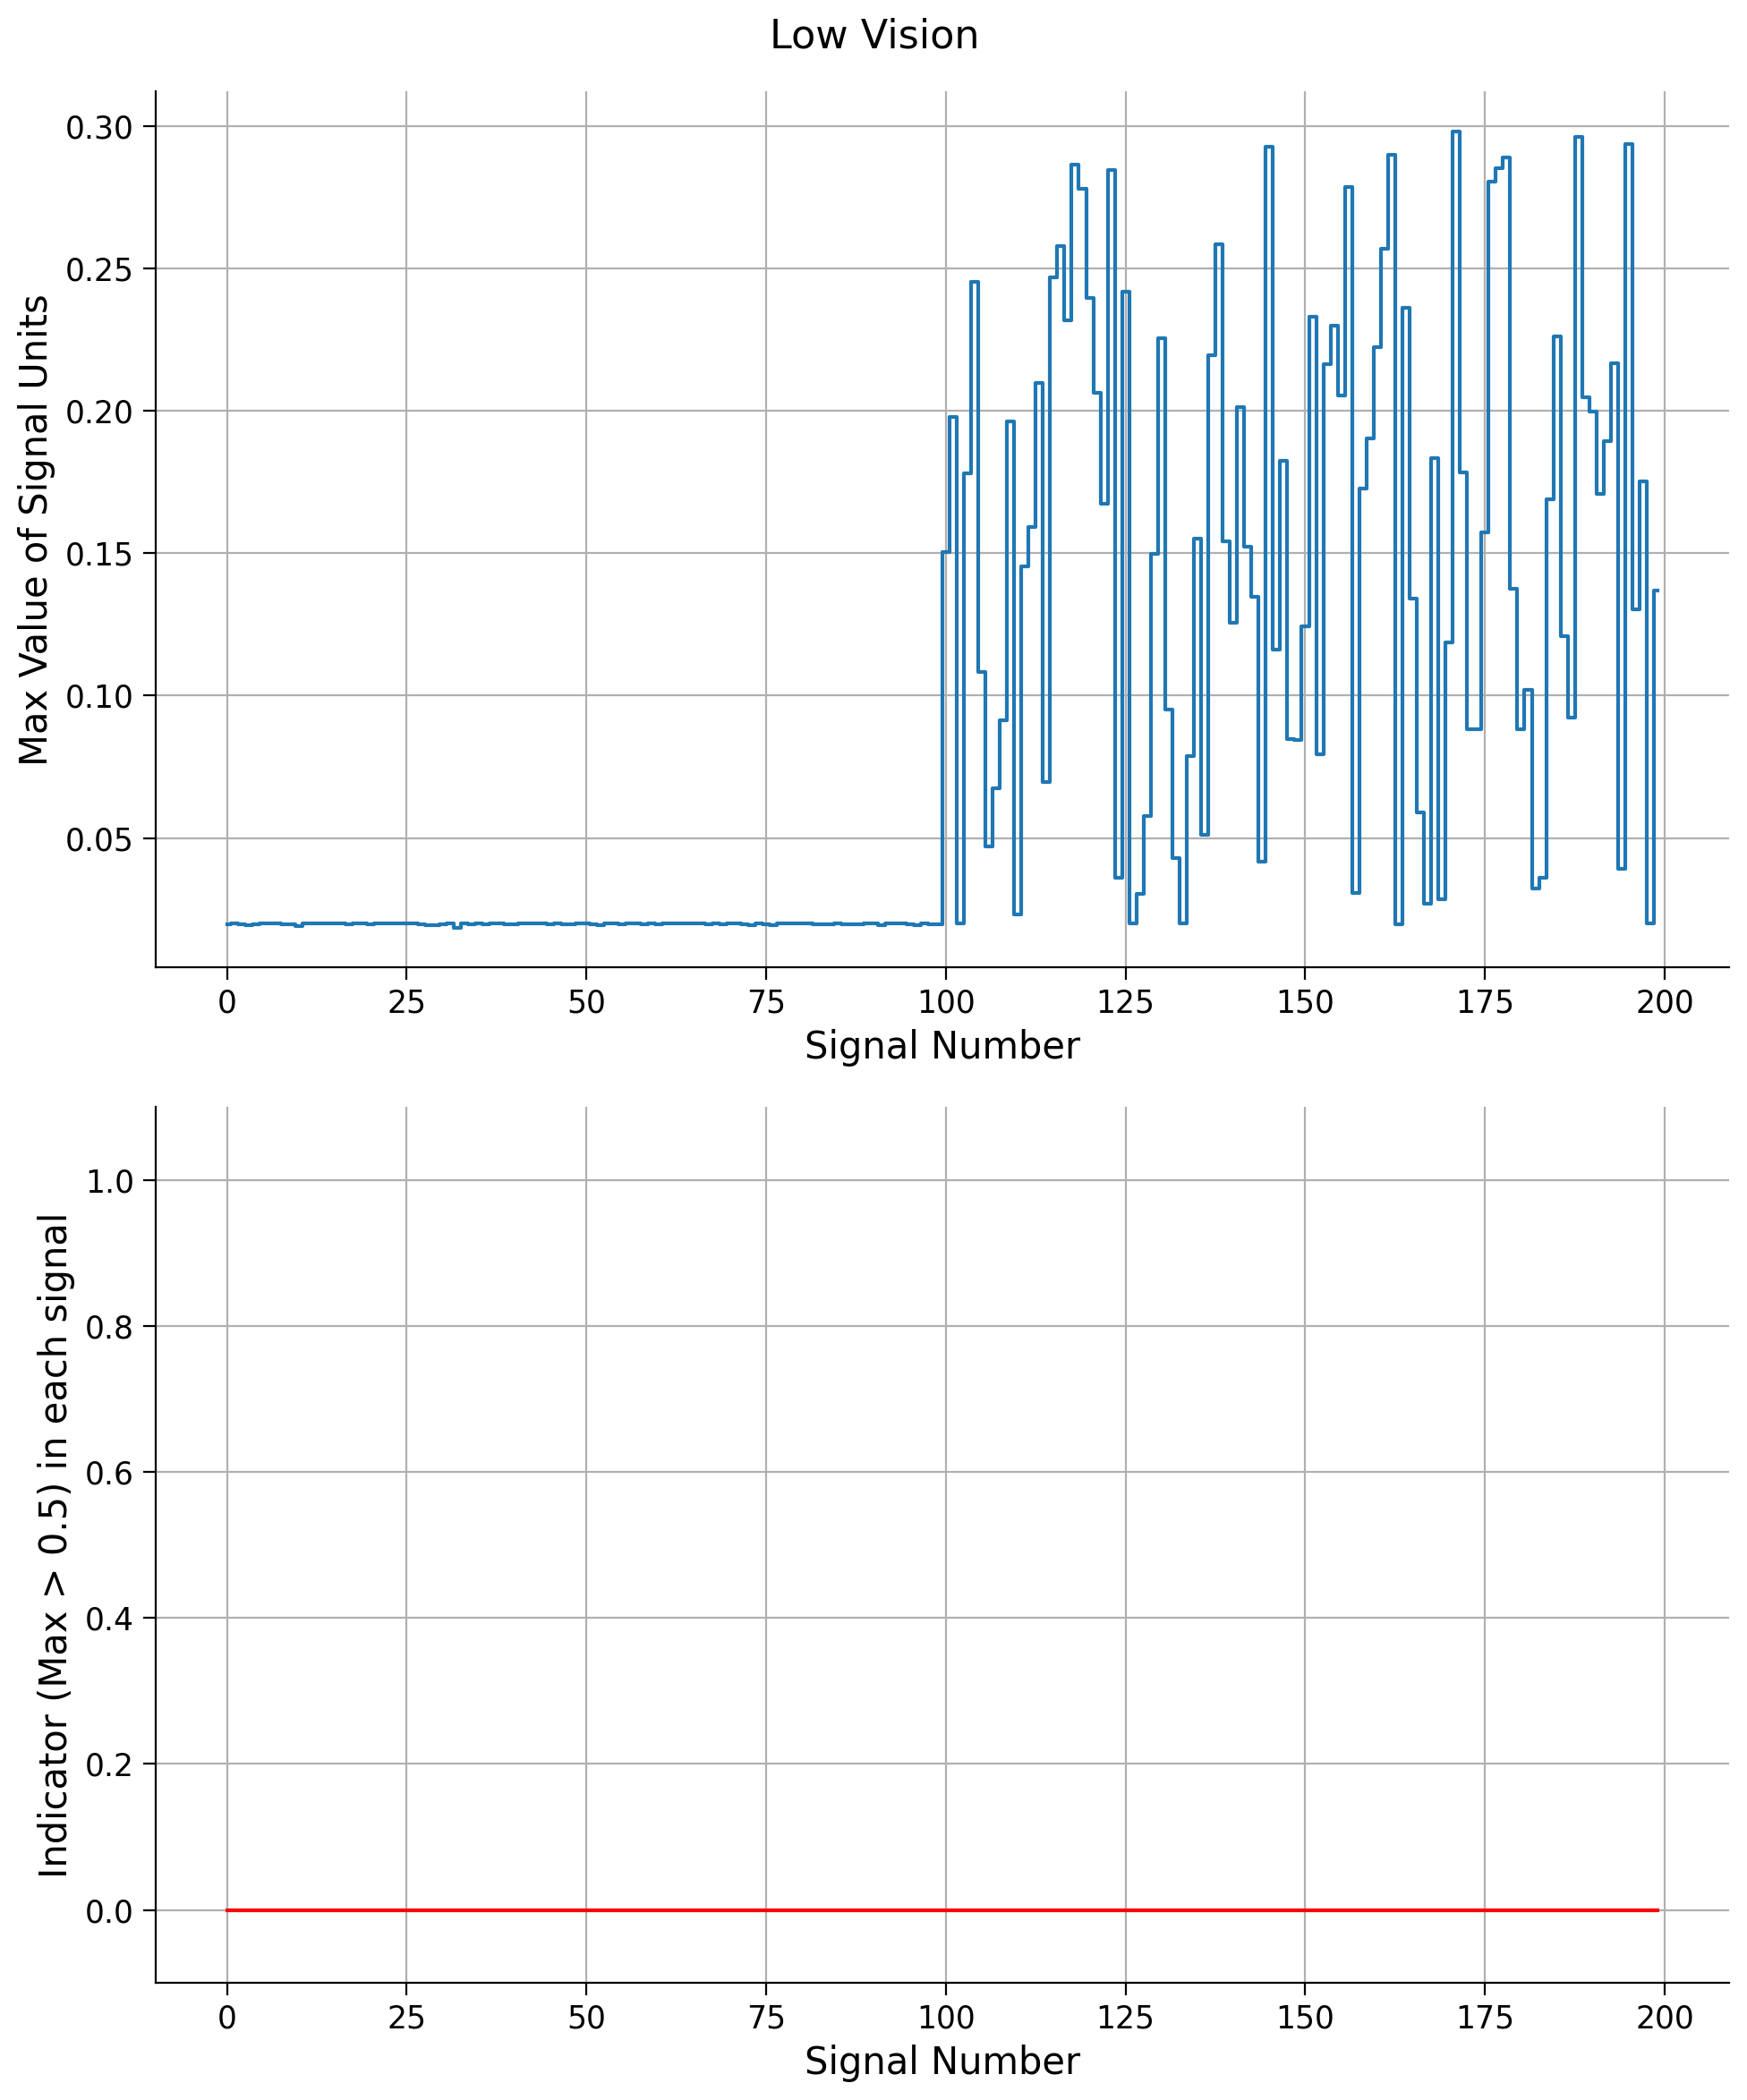 Low Vision
Max Value of Signal Units
0.30
0.25
0.20
0.15
0.10
0.05
0 25 50 75 100 125 150 175 200
Signal Number
Indicator (Max > 0.5) in each signal
1.0
0.8
0.6
0.4
0.2
0.0
0 25 50 75 100 125 150 175 200
Signal Number